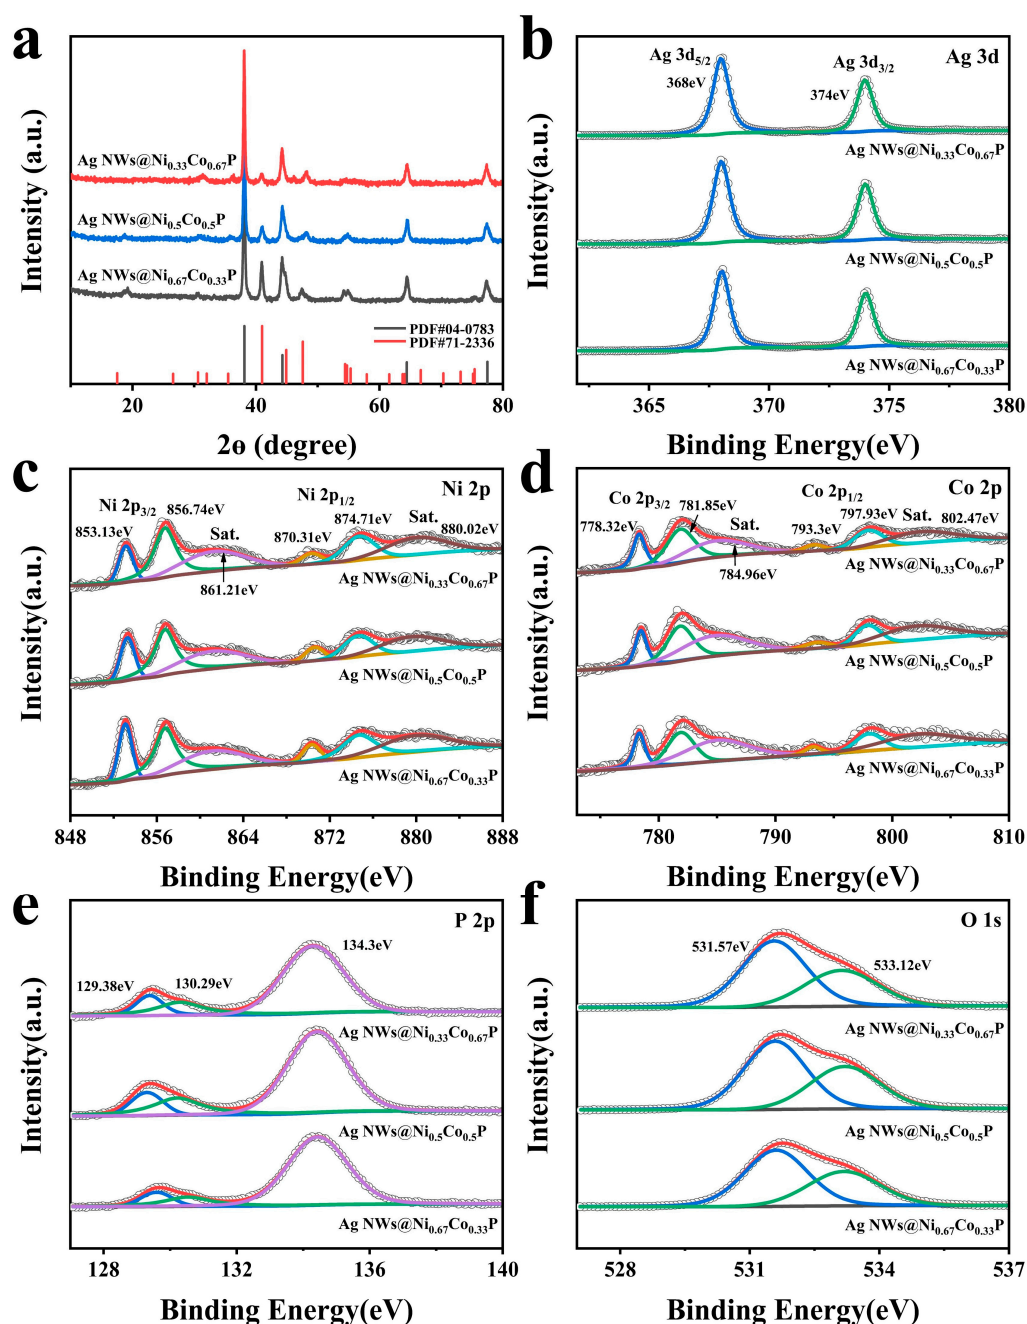 a
Intensity (a.u.)
Ag NWs@Ni0.33Co0.67P
Ag NWs@Ni0.5Co0.5P
Ag NWs@Ni0.67Co0.33P
PDF#04-0783
PDF#71-2336
20 40 60 80
2ө (degree)
b
Intensity(a.u.)
Ag 3d5/2
368eV
Ag 3d3/2
374eV
Ag 3d
Ag NWs@Ni0.33Co0.67P
Ag NWs@Ni0.5Co0.5P
Ag NWs@Ni0.67Co0.33P
365 370 375 380
Binding Energy(eV)
c
Intensity(a.u.)
Ni 2p3/2
853.13eV
856.74eV
Sat.
861.21eV
Ni 2p1/2
870.31eV
874.71eV
Sat.
880.02eV
Ni 2p
Ag NWs@Ni0.33Co0.67P
Ag NWs@Ni0.5Co0.5P
Ag NWs@Ni0.67Co0.33P
848 856 864 872 880 888
Binding Energy(eV)
d
Intensity(a.u.)
Co 2p3/2
778.32eV
781.85eV
Sat.
784.96eV
Co 2p1/2
793.3eV
797.93eV
Sat.
802.47eV
Co 2p
Ag NWs@Ni0.33Co0.67P
Ag NWs@Ni0.5Co0.5P
Ag NWs@Ni0.67Co0.33P
780 790 800 810
Binding Energy(eV)
e
Intensity(a.u.)
129.38eV
130.29eV
134.3eV
P 2p
Ag NWs@Ni0.33Co0.67P
Ag NWs@Ni0.5Co0.5P
Ag NWs@Ni0.67Co0.33P
128 132 136 140
Binding Energy(eV)
f
Intensity(a.u.)
531.57eV
533.12eV
O 1s
Ag NWs@Ni0.33Co0.67P
Ag NWs@Ni0.5Co0.5P
Ag NWs@Ni0.67Co0.33P
528 531 534 537
Binding Energy(eV)